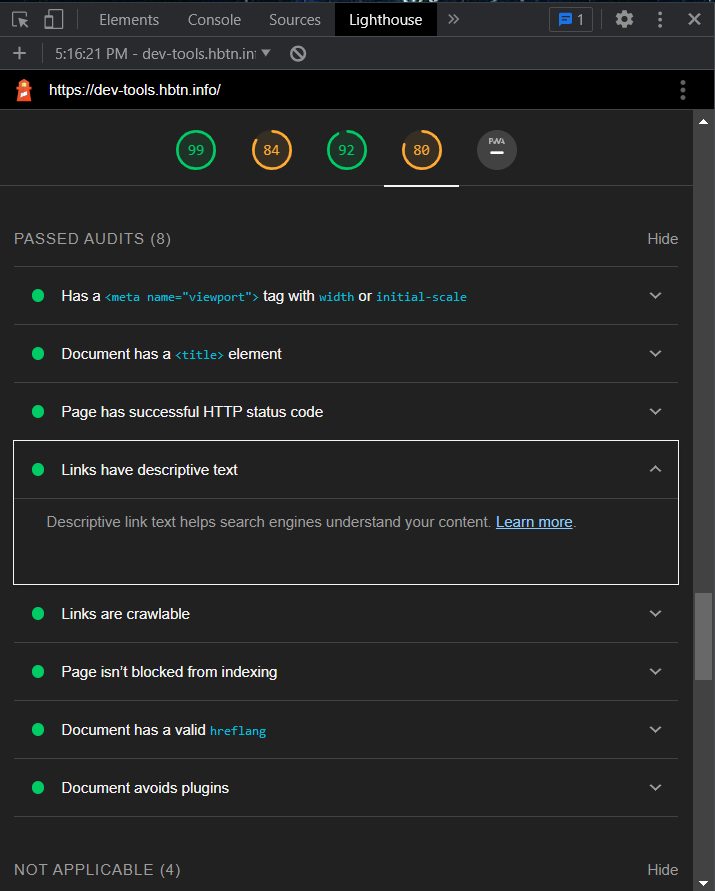 Elements Console Sources Lighthouse 1
5:16:21 PM - dev-tools.hbtn.in
https://dev-tools.hbtn.info/
99 84 92 80 PWA
PASSED AUDITS (8) Hide
Has a <meta name="viewport"> tag with width or initial-scale
Document has a <title> element
Page has successful HTTP status code
Links have descriptive text
Descriptive link text helps search engines understand your content. Learn more.
Links are crawlable
Page isn’t blocked from indexing
Document has a valid hreflang
Document avoids plugins
NOT APPLICABLE (4) Hide